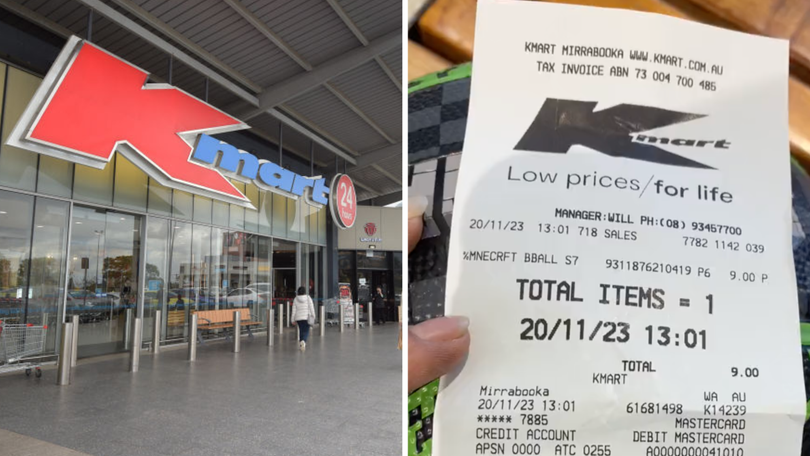 Kmart
24
Hours
KMART MIRRABOOKA WWW.KMART.COM.AU
TAX INVOICE ABN 73 004 700 485
Kmart
Low prices/for life
MANAGER:WILL PH:(08) 93457700
20/11/23 13:01 718 SALES 7782 1142 039
%MNECRFT BBALL S7 9311876210419 P6 9.00 P
TOTAL ITEMS = 1
20/11/23 13:01
TOTAL 9.00
KMART
Mirrabooka WA AU
20/11/23 13:01 61681498 K14239
***** 7885 MASTERCARD
CREDIT ACCOUNT DEBIT MASTERCARD
APSN 0000 ATC 0255 A0000000041010